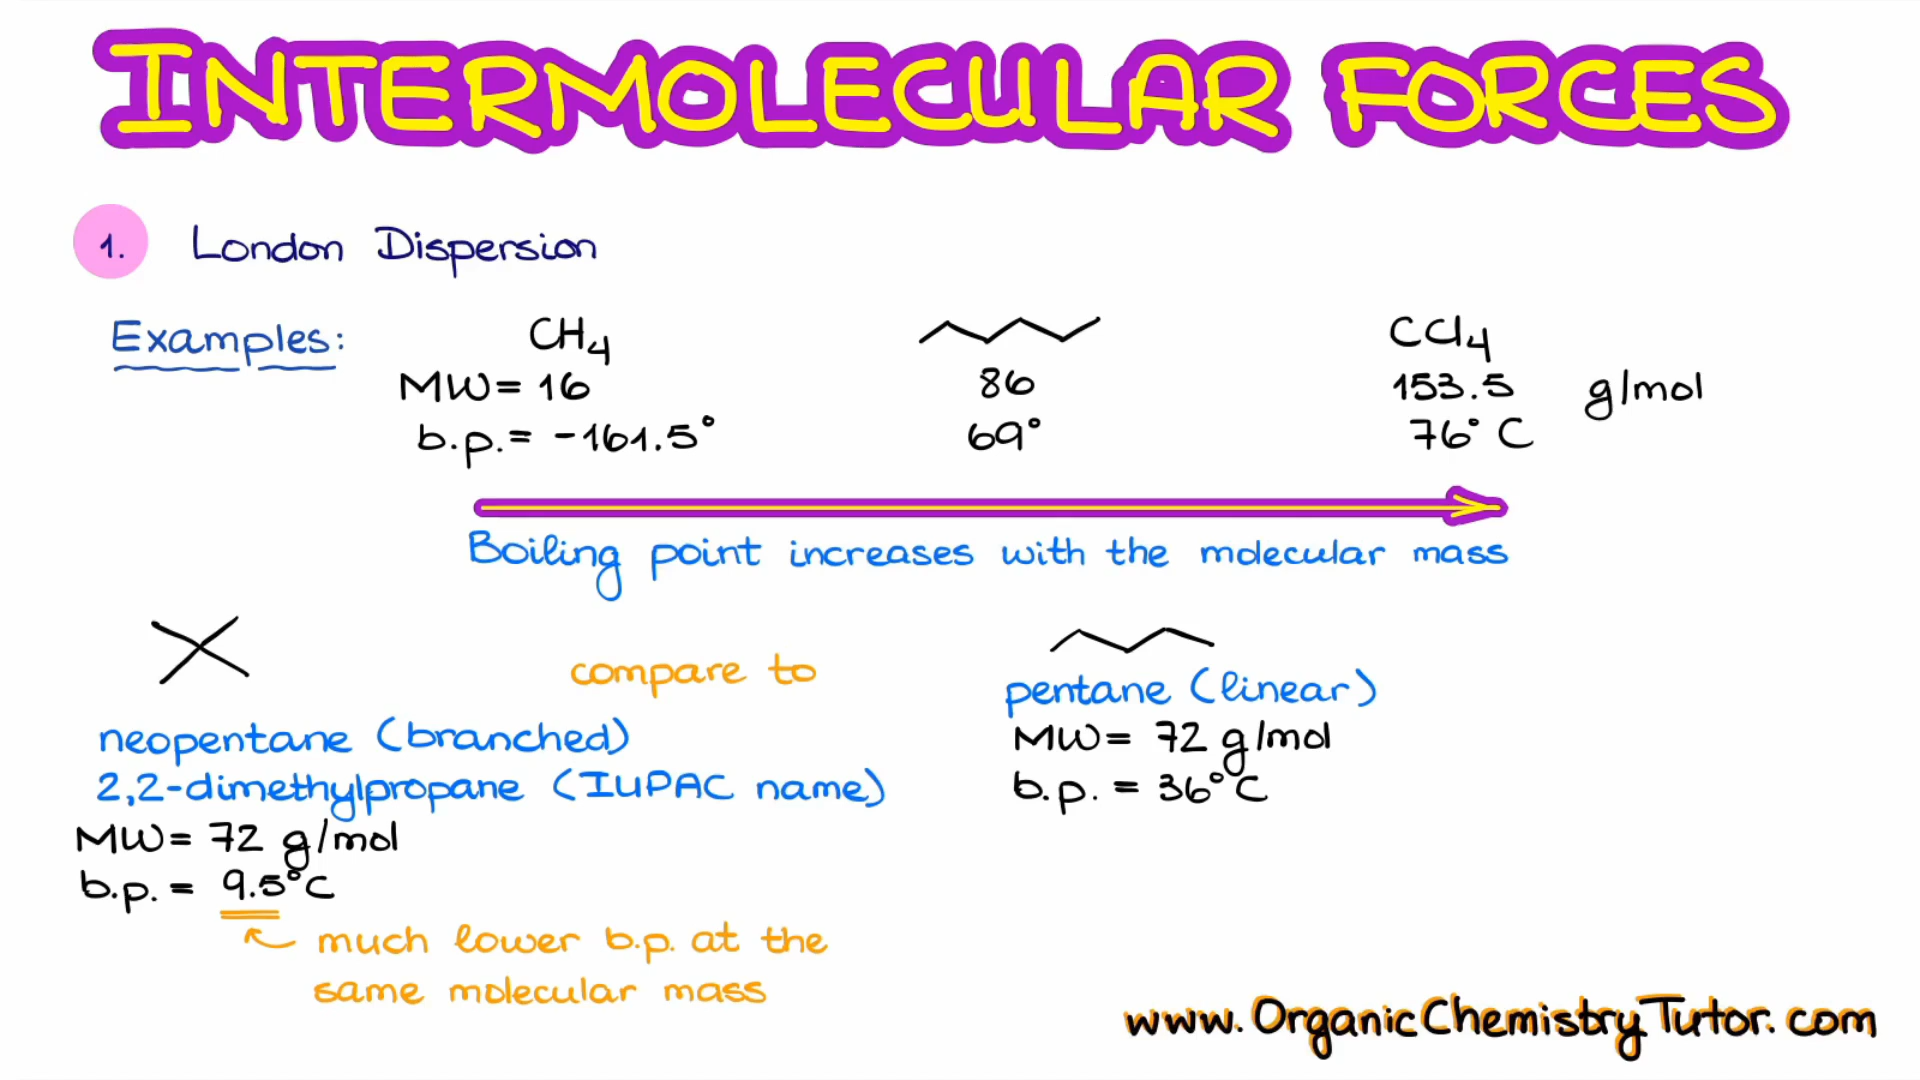 INTERMOLECULAR FORCES
1. London Dispersion
Examples: CH4 CCl4
MW= 16 86 153.5 g/mol
b.p.= -161.5° 69° 76° C
Boiling point increases with the molecular mass
compare to
neopentane (branched)
2,2-dimethylpropane (IUPAC name)
MW= 72 g/mol
b.p. = 9.5°C
much lower b.p. at the
same molecular mass
pentane (linear)
MW= 72 g/mol
b.p. = 36°C
www.OrganicChemistryTutor.com